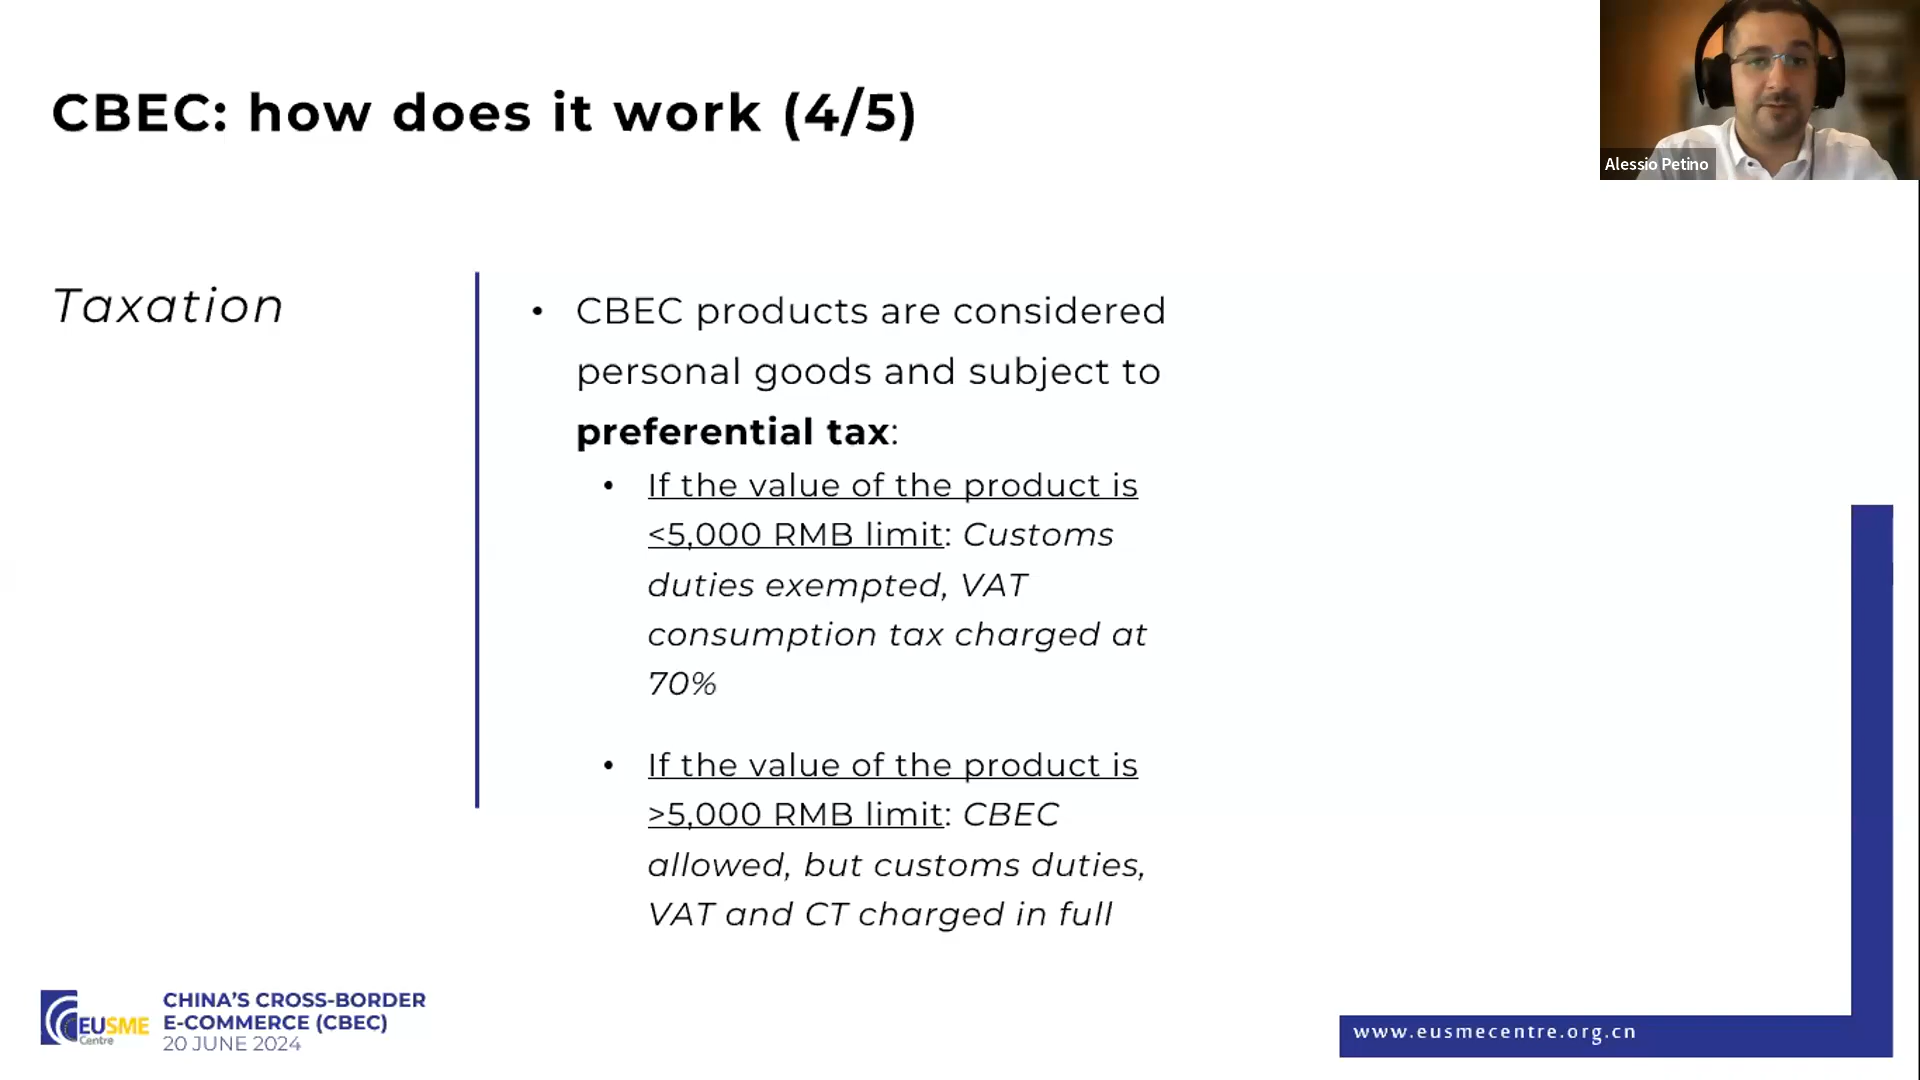 CBEC: how does it work (4/5)
Alessio Petino
Taxation
• CBEC products are considered
personal goods and subject to
preferential tax:
• If the value of the product is
<5,000 RMB limit: Customs
duties exempted, VAT
consumption tax charged at
70%
• If the value of the product is
>5,000 RMB limit: CBEC
allowed, but customs duties,
VAT and CT charged in full
EUSME
Centre
CHINA'S CROSS-BORDER
E-COMMERCE (CBEC)
20 JUNE 2024
www.eusmecentre.org.cn